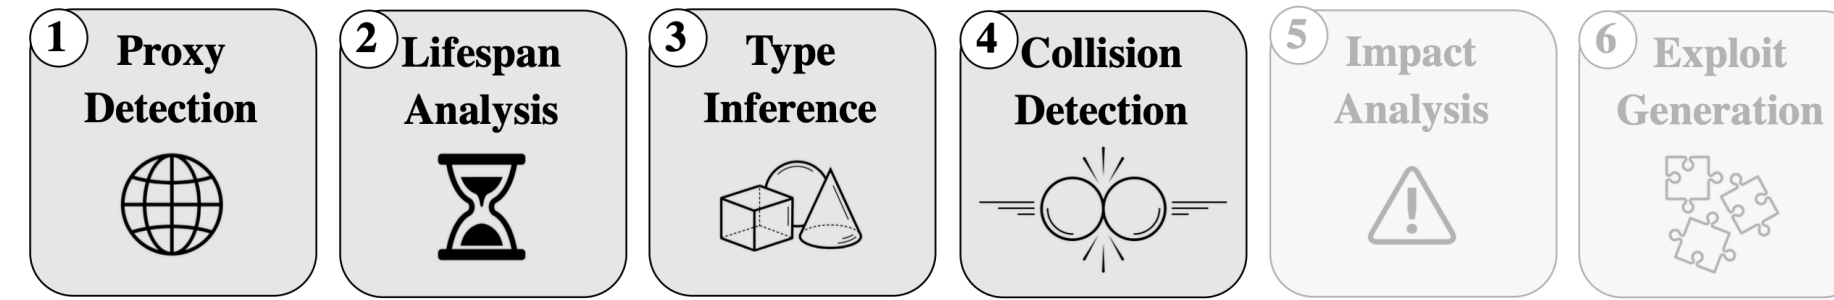 1
Proxy
Detection
2
Lifespan
Analysis
3
Type
Inference
4
Collision
Detection
5
Impact
Analysis
6
Exploit
Generation